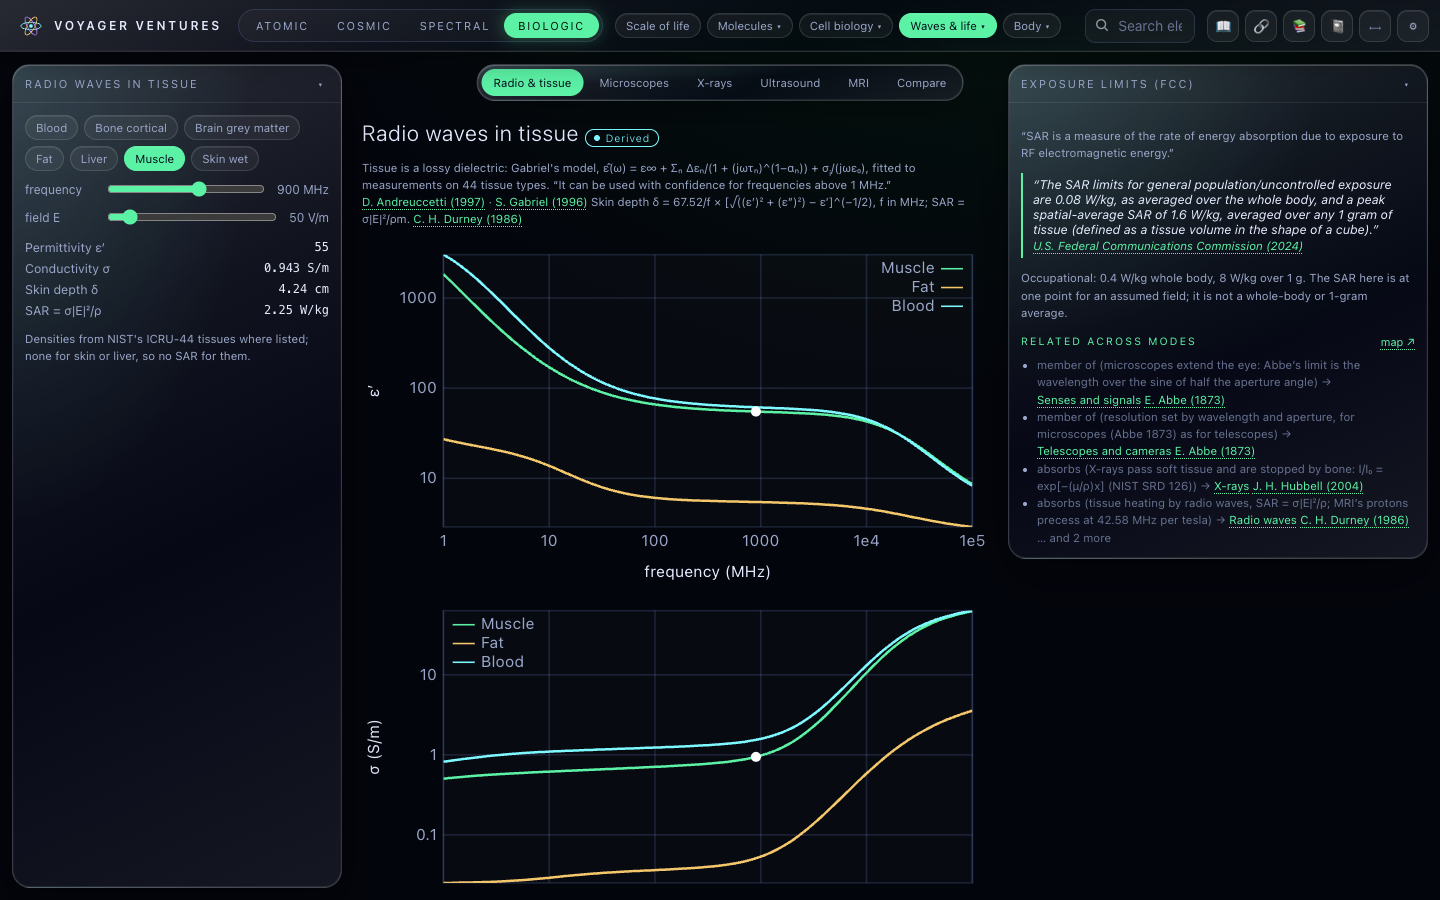 VOYAGER VENTURES
ATOMIC
COSMIC
SPECTRAL
BIOLOGIC
Scale of life
Molecules
Cell biology
Waves & life
Body
Search ele
RADIO WAVES IN TISSUE
Blood
Bone cortical
Brain grey matter
Fat
Liver
Muscle
Skin wet
frequency
900 MHz
field E
50 V/m
Permittivity ε′
55
Conductivity σ
0.943 S/m
Skin depth δ
4.24 cm
SAR = σ|E|²/ρ
2.25 W/kg
Densities from NIST's ICRU-44 tissues where listed;
none for skin or liver, so no SAR for them.
Radio & tissue
Microscopes
X-rays
Ultrasound
MRI
Compare
Radio waves in tissue
Derived
Tissue is a lossy dielectric: Gabriel's model, ε̂(ω) = ε∞ + Σₙ Δεₙ/(1 + (jωτₙ)^(1−αₙ)) + σᵢ/(jωε₀), fitted to
measurements on 44 tissue types. “It can be used with confidence for frequencies above 1 MHz.”
D. Andreuccetti (1997) · S. Gabriel (1996) Skin depth δ = 67.52/f × [√((ε′)² + (ε″)²) − ε′]^(−1/2), f in MHz; SAR =
σ|E|²/ρm. C. H. Durney (1986)
Muscle
Fat
Blood
1000
100
10
ε′
1
10
100
1000
1e4
1e5
frequency (MHz)
Muscle
Fat
Blood
10
1
0.1
σ (S/m)
EXPOSURE LIMITS (FCC)
“SAR is a measure of the rate of energy absorption due to exposure to
RF electromagnetic energy.”
“The SAR limits for general population/uncontrolled exposure
are 0.08 W/kg, as averaged over the whole body, and a peak
spatial-average SAR of 1.6 W/kg, averaged over any 1 gram of
tissue (defined as a tissue volume in the shape of a cube).”
U.S. Federal Communications Commission (2024)
Occupational: 0.4 W/kg whole body, 8 W/kg over 1 g. The SAR here is at
one point for an assumed field; it is not a whole-body or 1-gram
average.
RELATED ACROSS MODES
map ↗
member of (microscopes extend the eye: Abbe's limit is the
wavelength over the sine of half the aperture angle) →
Senses and signals E. Abbe (1873)
member of (resolution set by wavelength and aperture, for
microscopes (Abbe 1873) as for telescopes) →
Telescopes and cameras E. Abbe (1873)
absorbs (X-rays pass soft tissue and are stopped by bone: I/I₀ =
exp[−(μ/ρ)x] (NIST SRD 126)) → X-rays J. H. Hubbell (2004)
absorbs (tissue heating by radio waves, SAR = σ|E|²/ρ; MRI's protons
precess at 42.58 MHz per tesla) → Radio waves C. H. Durney (1986)
… and 2 more